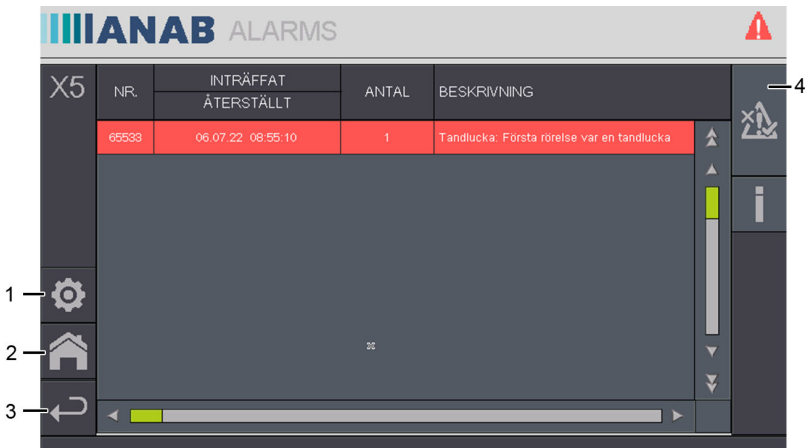 ANAB ALARMS
X5
NR.
INTRÄFFAT
ÅTERSTÄLLT
ANTAL
BESKRIVNING
65533 06.07.22 08:55:10 1 Tandlucka: Första rörelse var en tandlucka
1
2
3
4